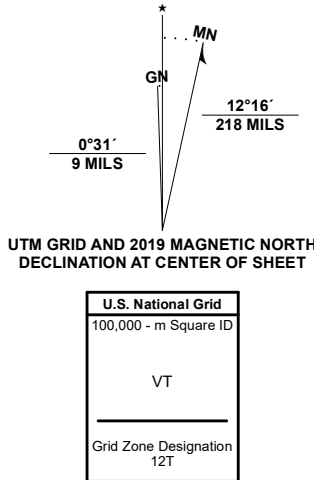 ★
MN
GN
12°16´
218 MILS
0°31´
9 MILS
UTM GRID AND 2019 MAGNETIC NORTH
DECLINATION AT CENTER OF SHEET
U.S. National Grid
100,000 - m Square ID
VT
Grid Zone Designation
12T